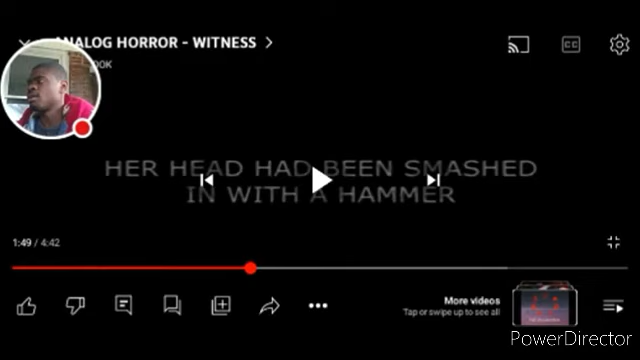 ANALOG HORROR - WITNESS
CC
HER HEAD HAD BEEN SMASHED
IN WITH A HAMMER
1:49 / 4:42
More videos
Tap or swipe up to see all
PowerDirector